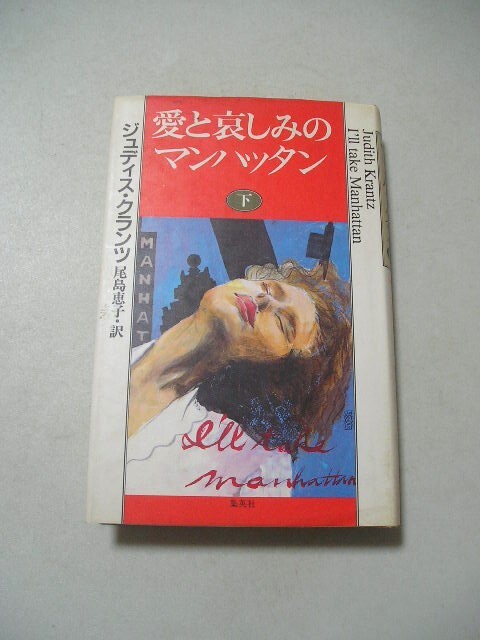 愛と哀しみの
マンハッタン
下
ジュディス・クランツ
尾島恵子・訳
Judith Krantz
I'll take Manhattan
MANHAT
I'll take
manhattan
集英社